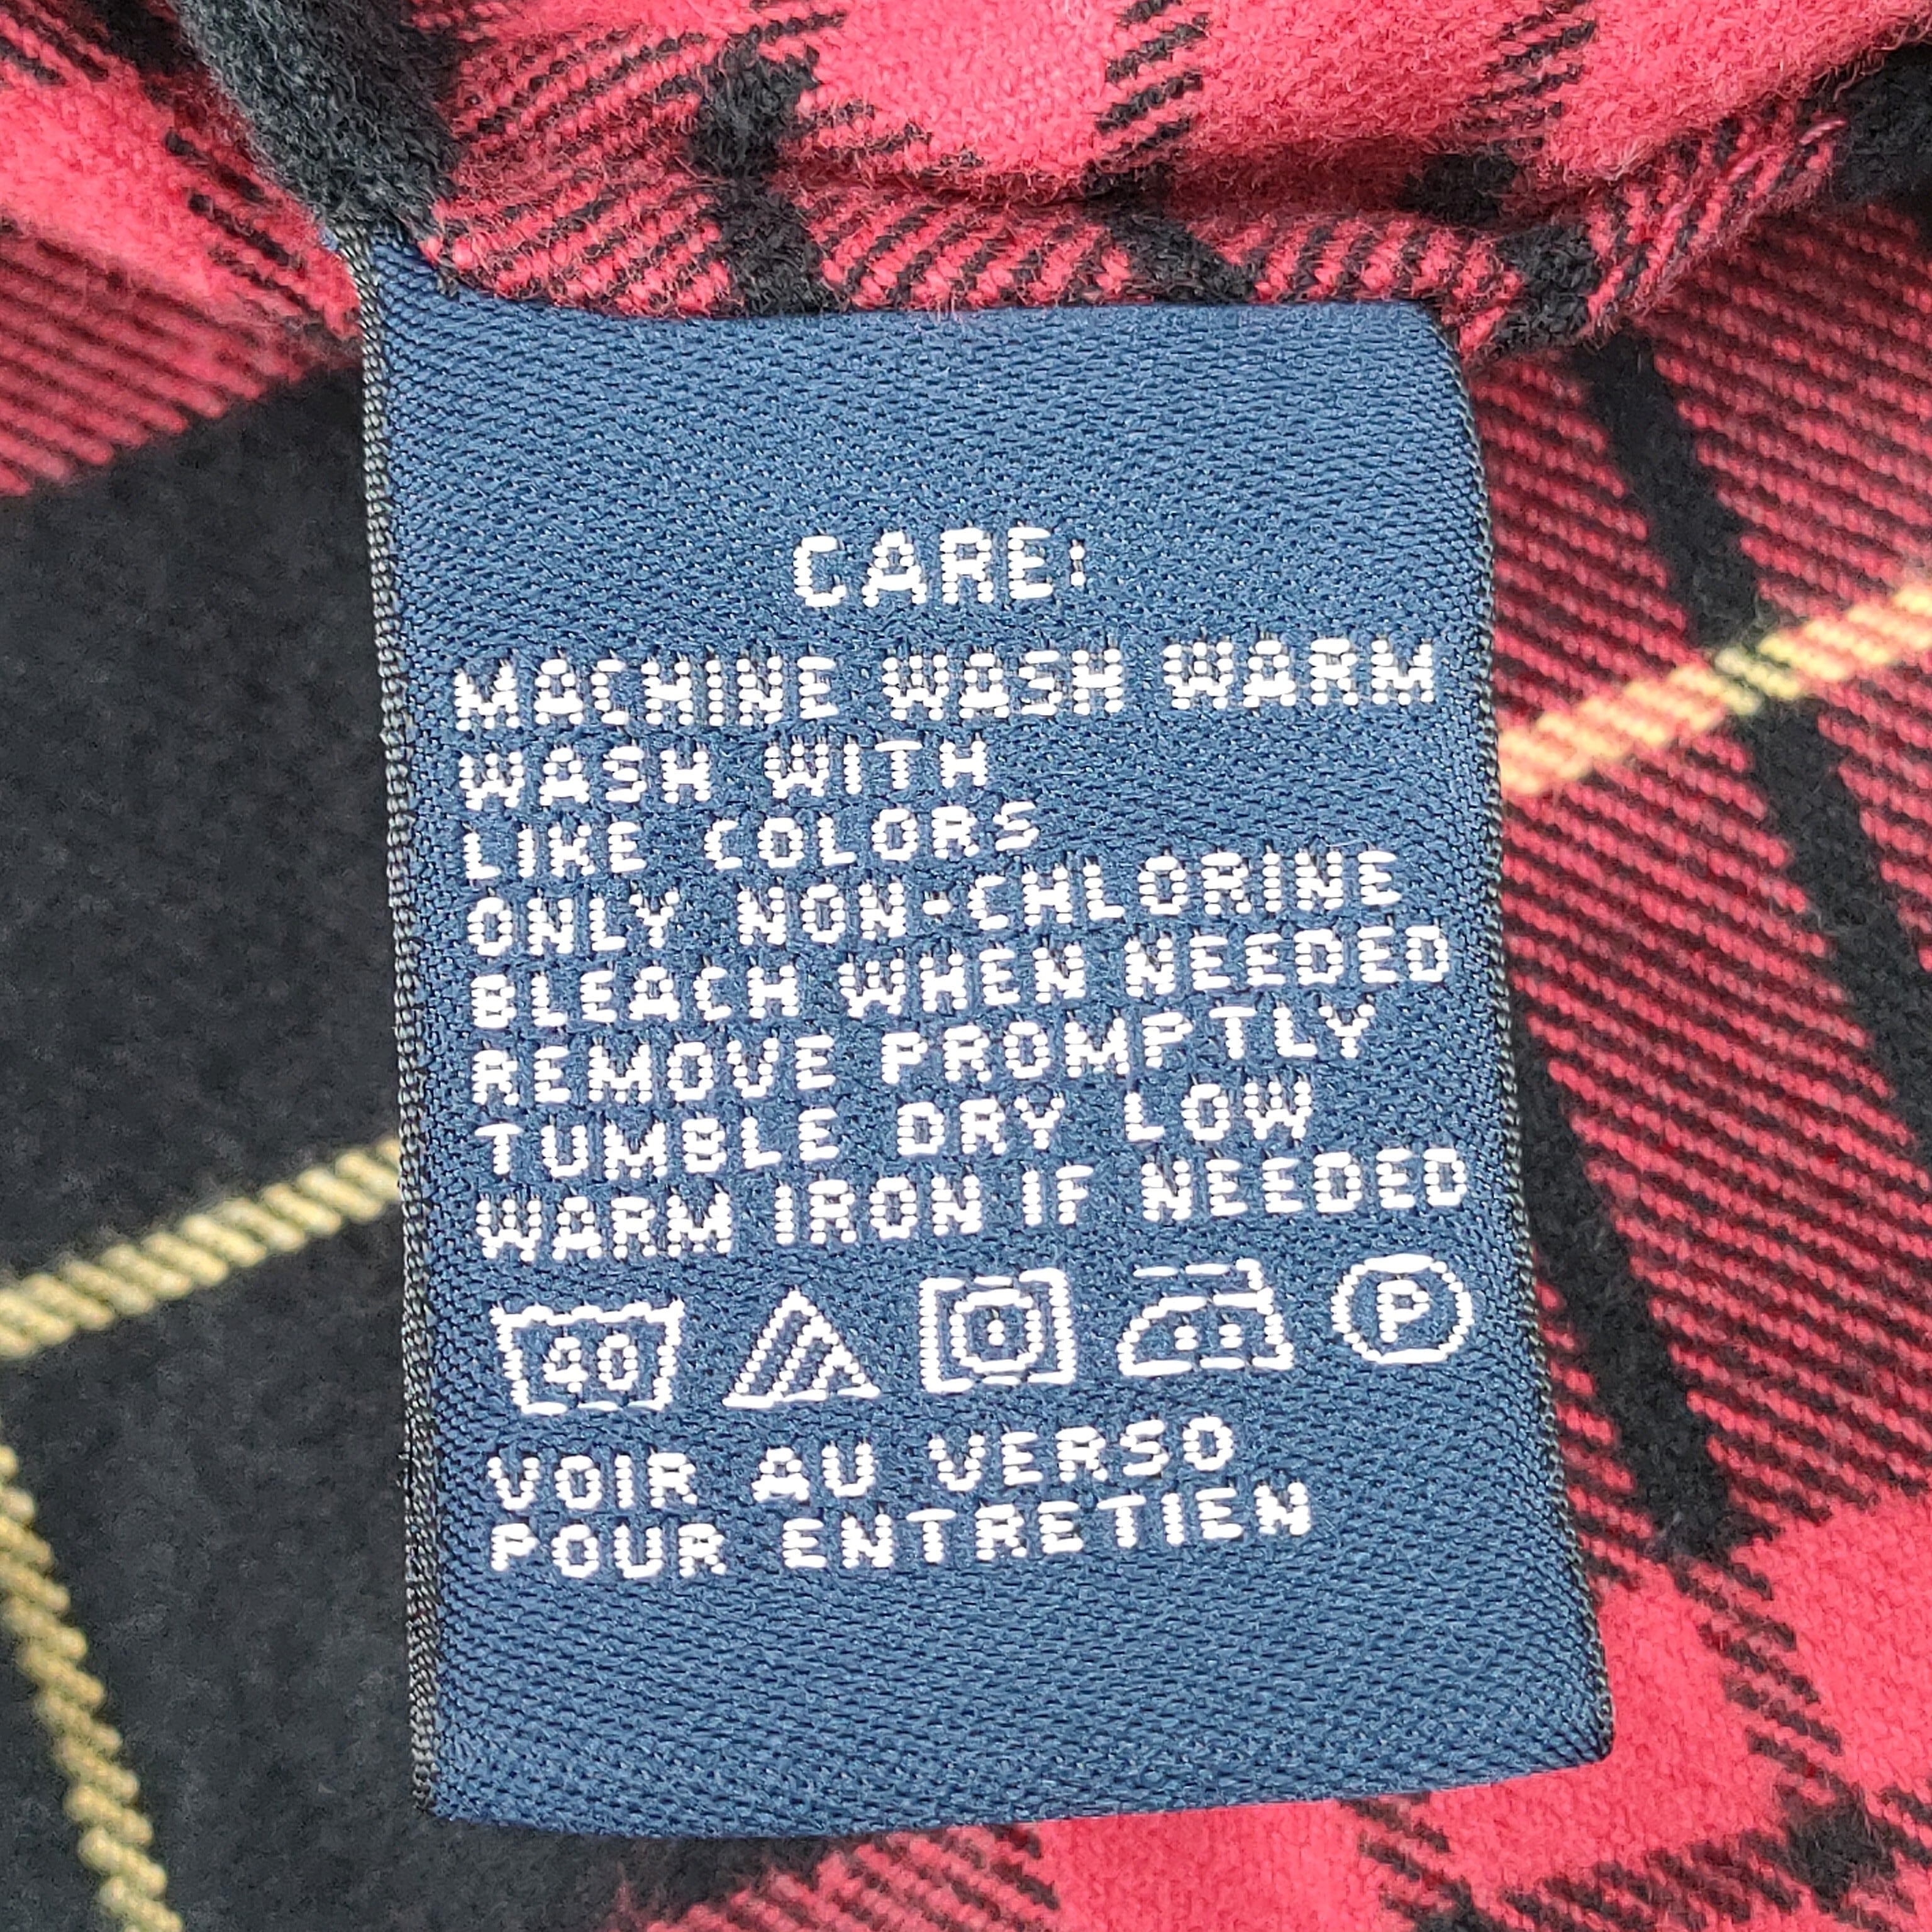 CARE:
MACHINE WASH WARM
WASH WITH
LIKE COLORS
ONLY NON-CHLORINE
BLEACH WHEN NEEDED
REMOVE PROMPTLY
TUMBLE DRY LOW
WARM IRON IF NEEDED
40 P
VOIR AU VERSO
POUR ENTRETIEN